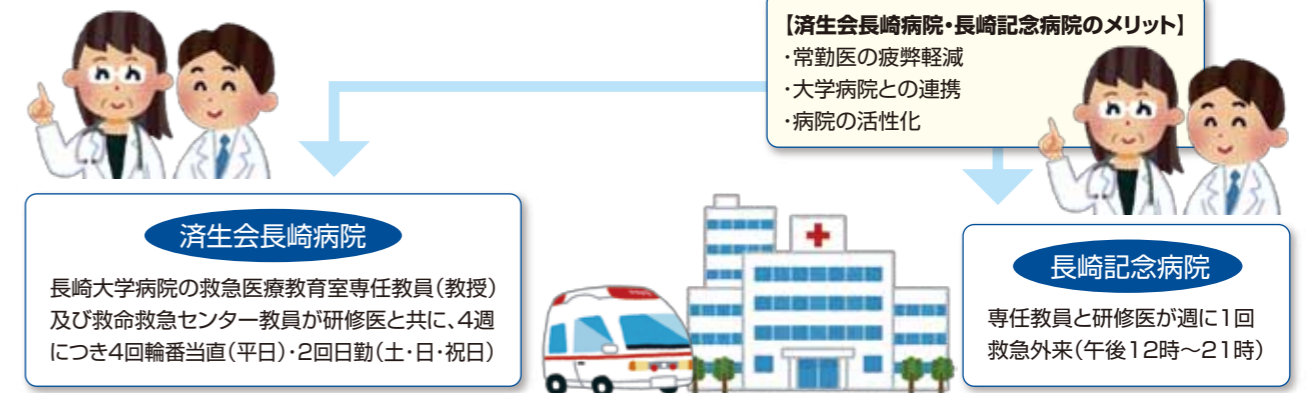 【済生会長崎病院・長崎記念病院のメリット】
・常勤医の疲弊軽減
・大学病院との連携
・病院の活性化
済生会長崎病院
長崎大学病院の救急医療教育室専任教員（教授）
及び救命救急センター教員が研修医と共に、4週
につき4回輪番当直（平日）・2回日勤（土・日・祝日）
長崎記念病院
専任教員と研修医が週に1回
救急外来（午後12時〜21時）